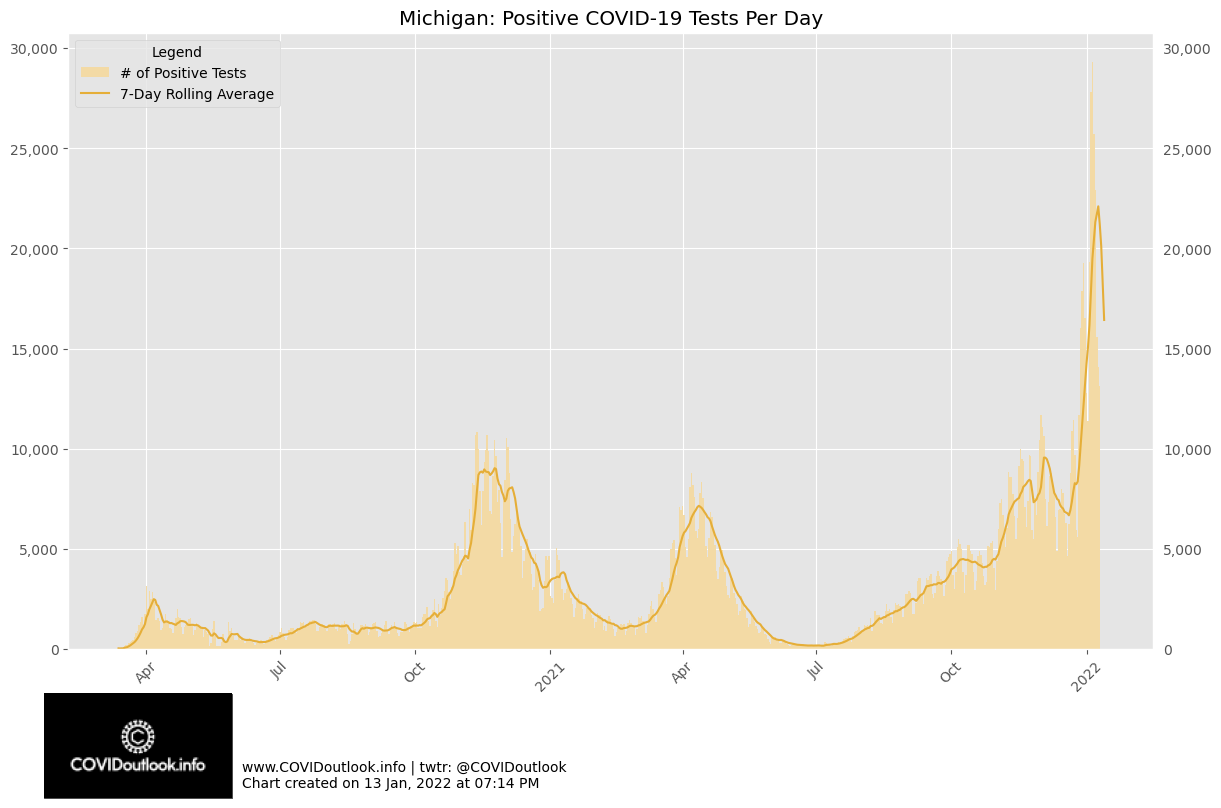 Michigan: Positive COVID-19 Tests Per Day
Legend
# of Positive Tests
7-Day Rolling Average
30,000
25,000
20,000
15,000
10,000
5,000
0
30,000
25,000
20,000
15,000
10,000
5,000
0
Apr
Jul
Oct
2021
Apr
Jul
Oct
2022
COVIDoutlook.info
www.COVIDoutlook.info | twtr: @COVIDoutlook
Chart created on 13 Jan, 2022 at 07:14 PM